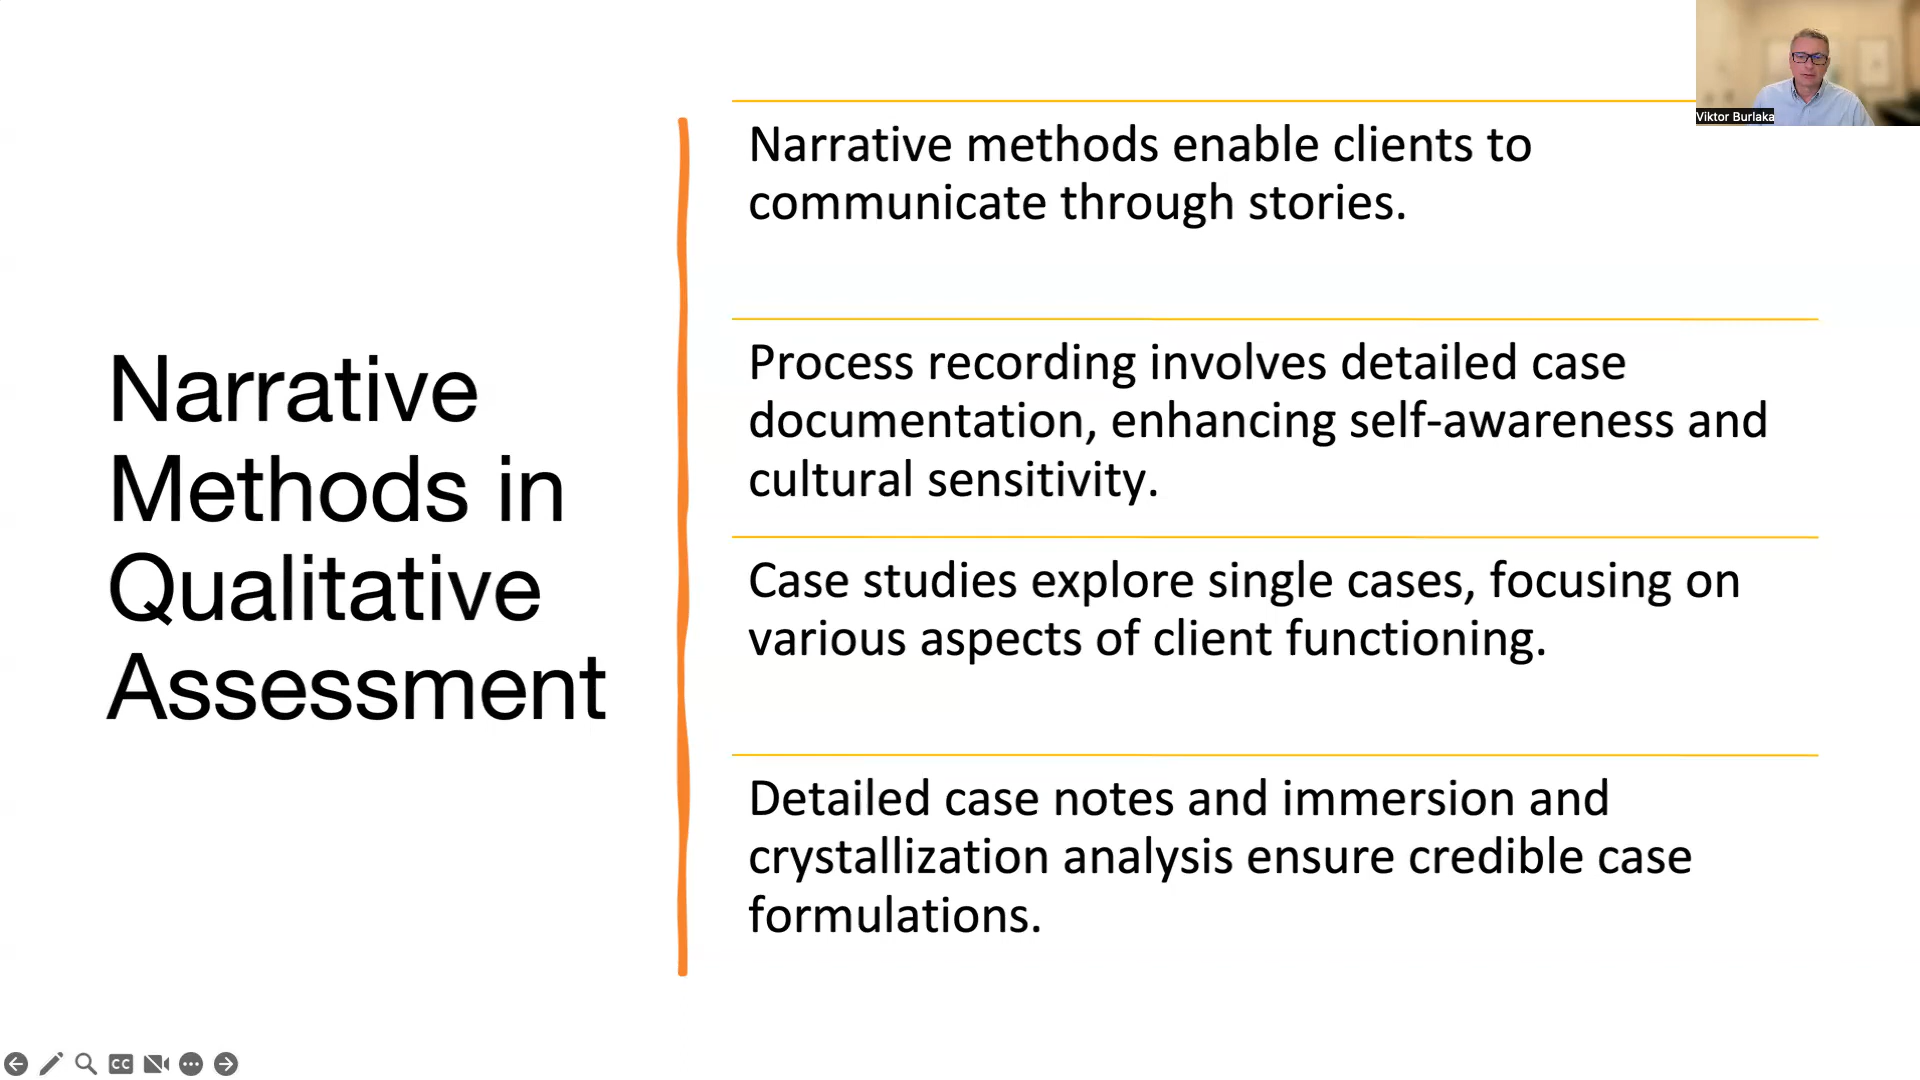 Narrative
Methods in
Qualitative
Assessment
Narrative methods enable clients to
communicate through stories.
Process recording involves detailed case
documentation, enhancing self-awareness and
cultural sensitivity.
Case studies explore single cases, focusing on
various aspects of client functioning.
Detailed case notes and immersion and
crystallization analysis ensure credible case
formulations.
Viktor Burlaka
CC